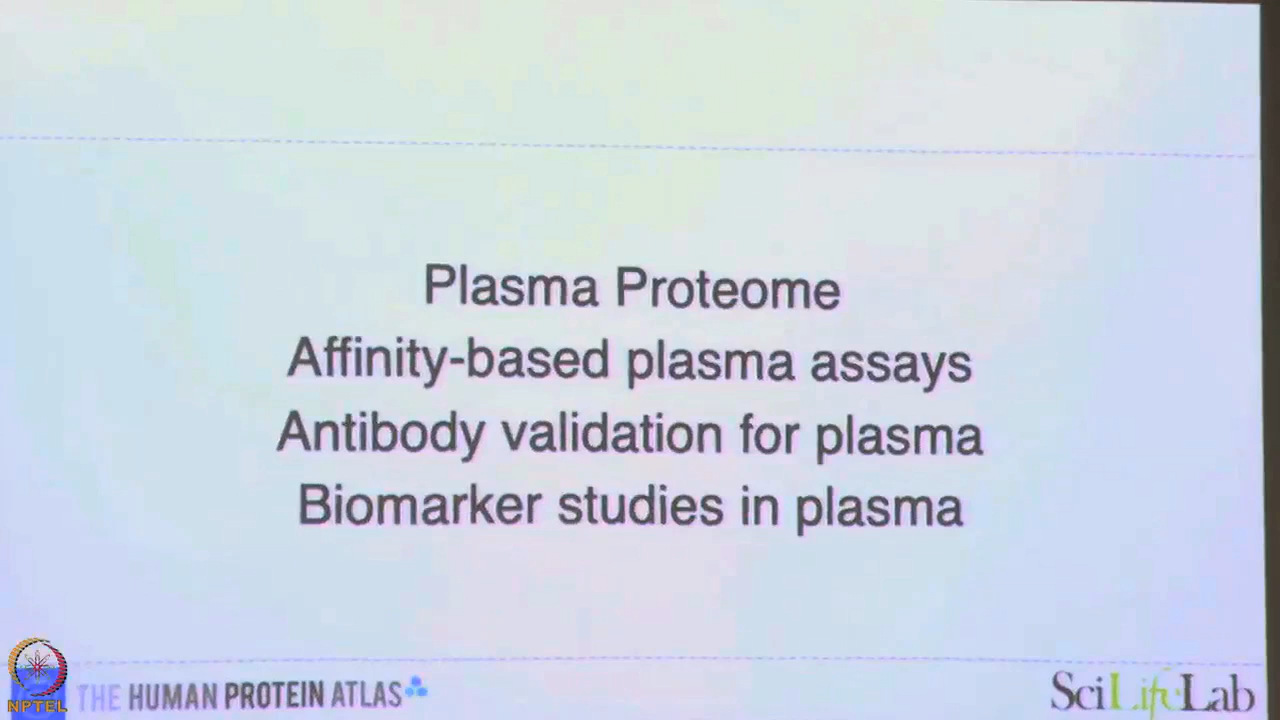 Plasma Proteome
Affinity-based plasma assays
Antibody validation for plasma
Biomarker studies in plasma
THE HUMAN PROTEIN ATLAS
SciLifeLab
NPTEL